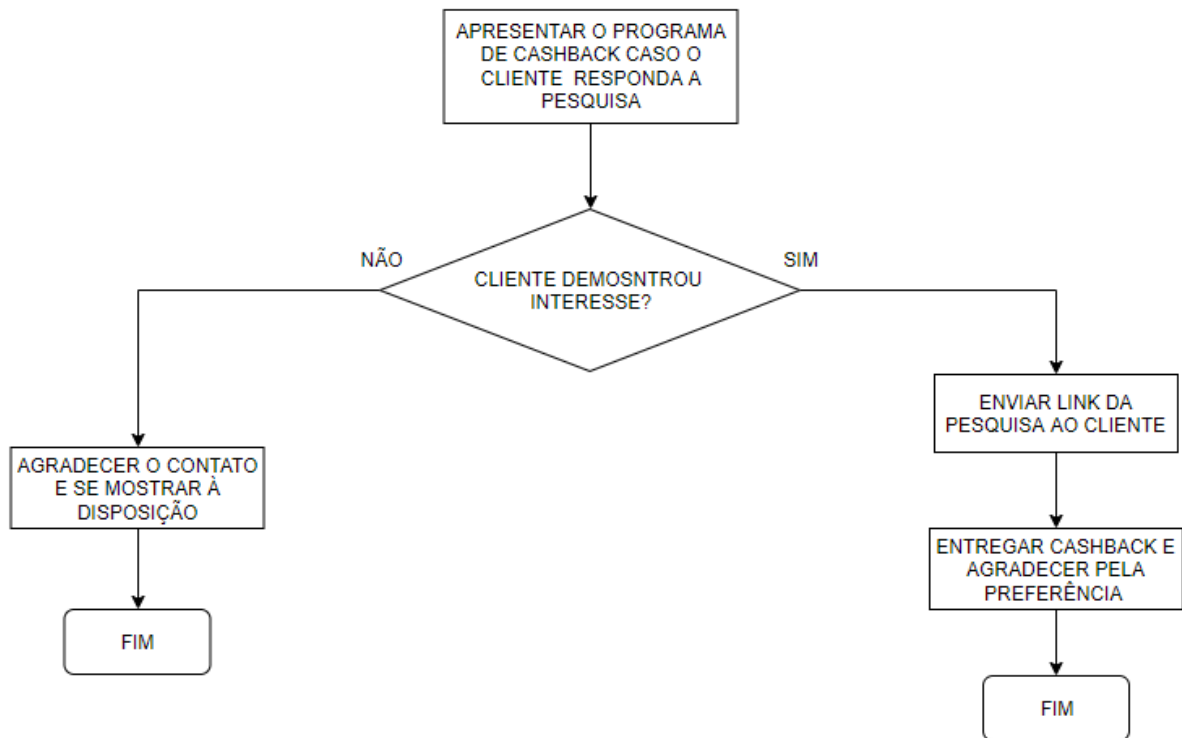 APRESENTAR O PROGRAMA
DE CASHBACK CASO O
CLIENTE RESPONDA A
PESQUISA
NÃO
SIM
CLIENTE DEMOSNTROU
INTERESSE?
ENVIAR LINK DA
PESQUISA AO CLIENTE
AGRADECER O CONTATO
E SE MOSTRAR À
DISPOSIÇÃO
ENTREGAR CASHBACK E
AGRADECER PELA
PREFERÊNCIA
FIM
FIM